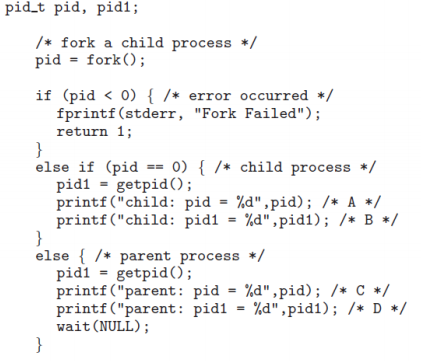 pid_t pid, pid1;
/* fork a child process */
pid = fork();
if (pid < 0) { /* error occurred */
fprintf(stderr, "Fork Failed");
return 1;
}
else if (pid == 0) { /* child process */
pid1 = getpid();
printf("child: pid = %d",pid); /* A */
printf("child: pid1 = %d",pid1); /* B */
}
else { /* parent process */
pid1 = getpid();
printf("parent: pid = %d",pid); /* C */
printf("parent: pid1 = %d",pid1); /* D */
wait(NULL);
}